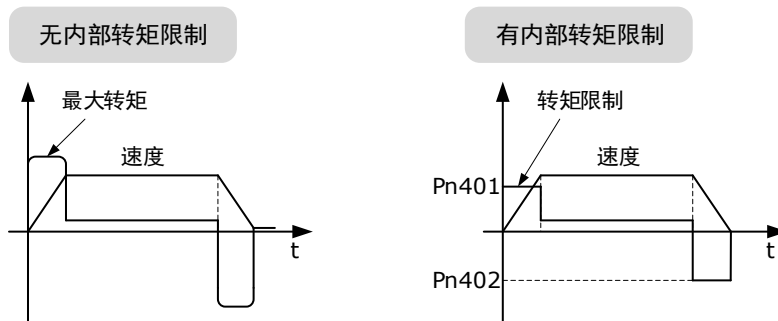 无内部转矩限制
有内部转矩限制
最大转矩
速度
t
转矩限制
速度
Pn401
t
Pn402